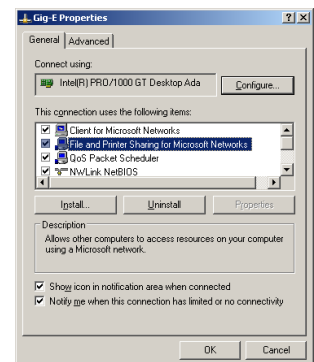 Gig-E Properties
General
Advanced
Connect using:
Intel(R) PRO/1000 GT Desktop Ada
Configure...
This connection uses the following items:
Client for Microsoft Networks
File and Printer Sharing for Microsoft Networks
QoS Packet Scheduler
NWLink NetBIOS
Install...
Uninstall
Properties
Description
Allows other computers to access resources on your computer
using a Microsoft network.
Show icon in notification area when connected
Notify me when this connection has limited or no connectivity
OK
Cancel